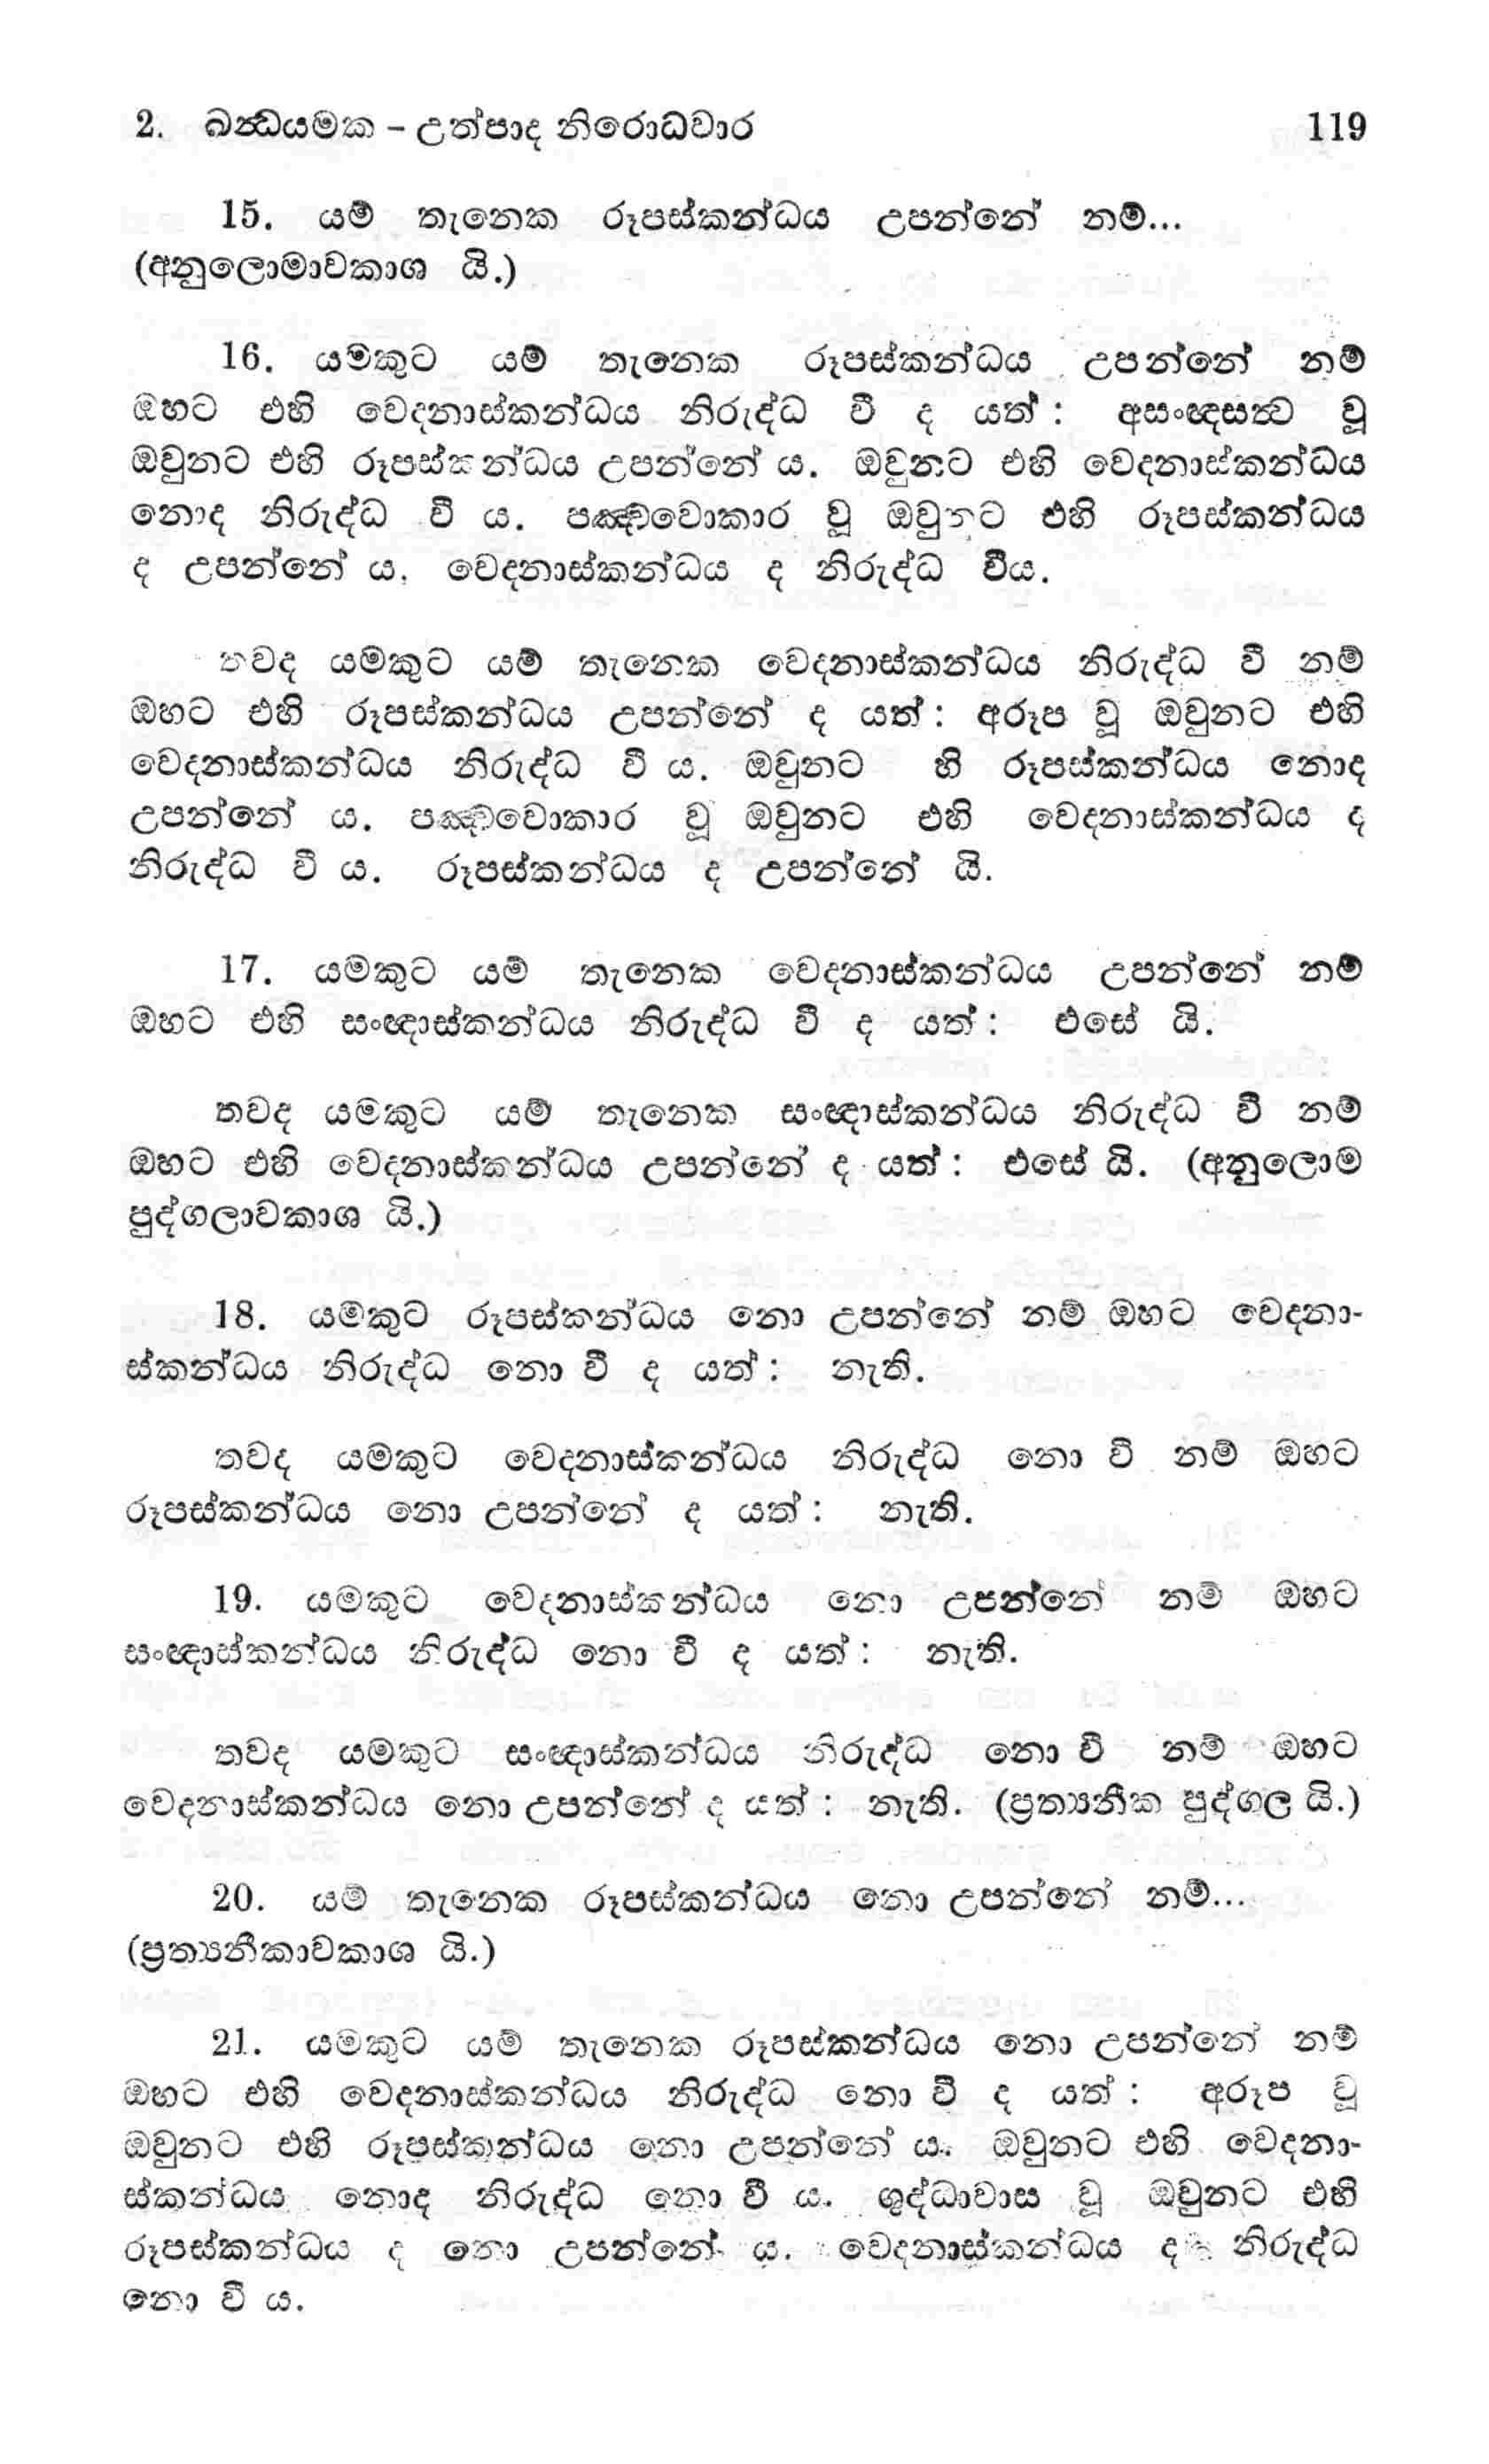 2. ඛන්ධයමක - උත්පාද නිරොධවාර 119
15. යම් තැනෙක රූපස්කන්ධය උපන්නේ නම්...
(අනුලොමාවකාශ යි.)
16. යමකුට යම් තැනෙක රූපස්කන්ධය උපන්නේ නම්
ඔහට එහි වෙදනාස්කන්ධය නිරුද්ධ වී ද යත් : අසංඥසත්ව වූ
ඔවුනට එහි රූපස්කන්ධය උපන්නේ ය. ඔවුනට එහි වෙදනාස්කන්ධය
නොද නිරුද්ධ වී ය. පඤ්චවොකාර වූ ඔවුනට එහි රූපස්කන්ධය
ද උපන්නේ ය, වෙදනාස්කන්ධය ද නිරුද්ධ වීය.
තවද යමකුට යම් තැනෙක වෙදනාස්කන්ධය නිරුද්ධ වී නම්
ඔහට එහි රූපස්කන්ධය උපන්නේ ද යත් : අරූප වූ ඔවුනට එහි
වෙදනාස්කන්ධය නිරුද්ධ වී ය. ඔවුනට හි රූපස්කන්ධය නොද
උපන්නේ ය. පඤ්චවොකාර වූ ඔවුනට එහි වෙදනාස්කන්ධය ද
නිරුද්ධ වී ය. රූපස්කන්ධය ද උපන්නේ යි.
17. යමකුට යම් තැනෙක වෙදනාස්කන්ධය උපන්නේ නම්
ඔහට එහි සංඥාස්කන්ධය නිරුද්ධ වී ද යත් : එසේ යි.
තවද යමකුට යම් තැනෙක සංඥාස්කන්ධය නිරුද්ධ වී නම්
ඔහට එහි වෙදනාස්කන්ධය උපන්නේ ද යත් : එසේ යි. (අනුලොම
පුද්ගලාවකාශ යි.)
18. යමකුට රූපස්කන්ධය නො උපන්නේ නම් ඔහට වෙදනා-
ස්කන්ධය නිරුද්ධ නො වී ද යත් : නැති.
තවද යමකුට වෙදනාස්කන්ධය නිරුද්ධ නො වී නම් ඔහට
රූපස්කන්ධය නො උපන්නේ ද යත් : නැති.
19. යමකුට වෙදනාස්කන්ධය නො උපන්නේ නම් ඔහට
සංඥාස්කන්ධය නිරුද්ධ නො වී ද යත් : නැති.
තවද යමකුට සංඥාස්කන්ධය නිරුද්ධ නො වී නම් ඔහට
වෙදනාස්කන්ධය නො උපන්නේ ද යත් : නැති. (ප්‍රත්‍යනීක පුද්ගල යි.)
20. යම් තැනෙක රූපස්කන්ධය නො උපන්නේ නම්...
(ප්‍රත්‍යනීකාවකාශ යි.)
21. යමකුට යම් තැනෙක රූපස්කන්ධය නො උපන්නේ නම්
ඔහට එහි වෙදනාස්කන්ධය නිරුද්ධ නො වී ද යත් : අරූප වූ
ඔවුනට එහි රූපස්කන්ධය නො උපන්නේ ය. ඔවුනට එහි වෙදනා-
ස්කන්ධය නොද නිරුද්ධ නො වී ය. ශුද්ධාවාස වූ ඔවුනට එහි
රූපස්කන්ධය ද නො උපන්නේ ය. වෙදනාස්කන්ධය ද නිරුද්ධ
නො වී ය.